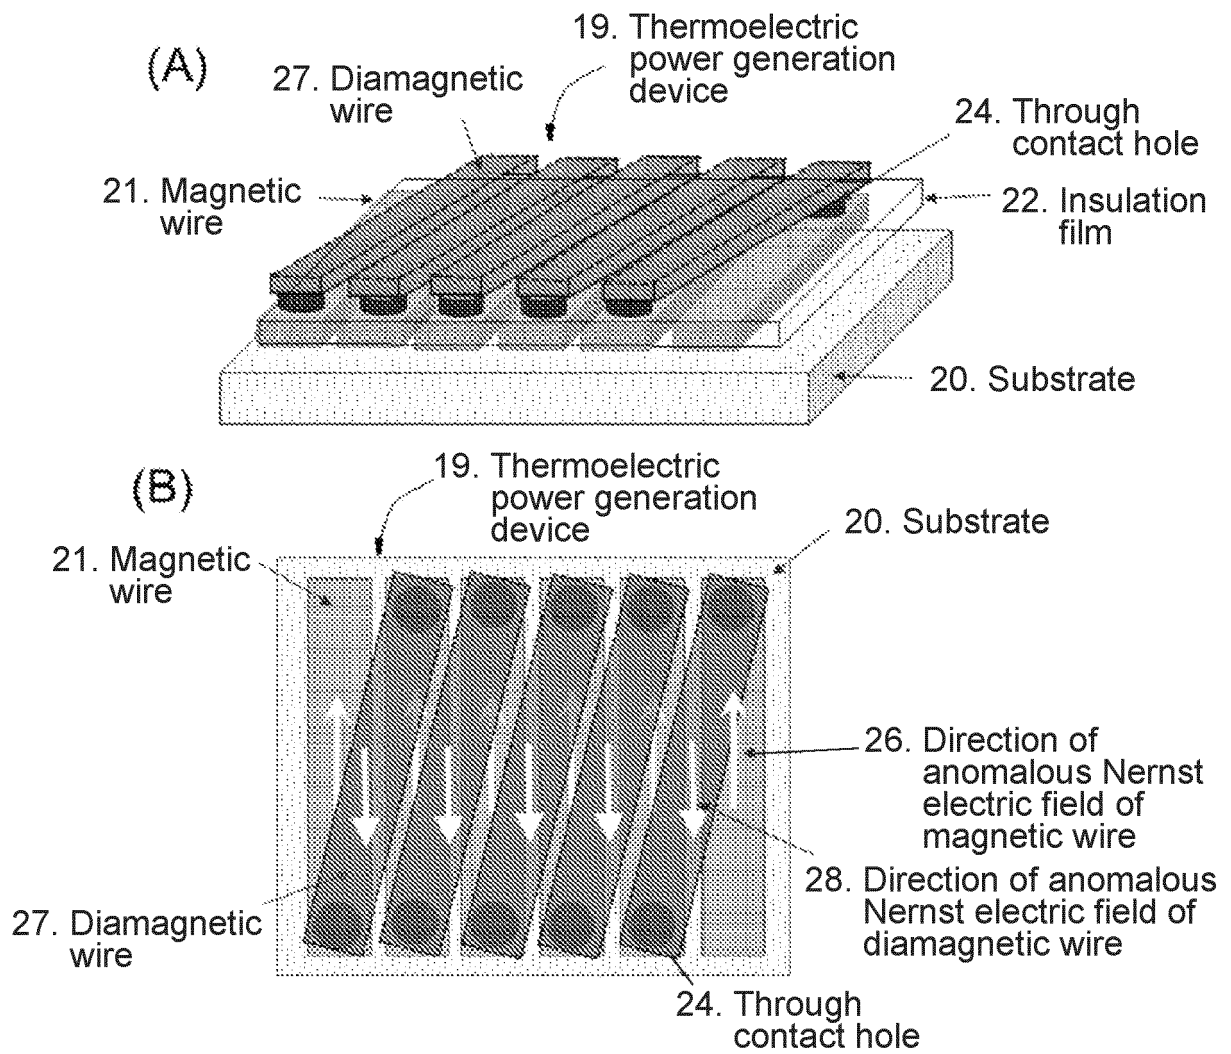 (A)
19. Thermoelectric
power generation
device
27. Diamagnetic
wire
24. Through
contact hole
21. Magnetic
wire
22. Insulation
film
20. Substrate
(B)
19. Thermoelectric
power generation
device
20. Substrate
21. Magnetic
wire
26. Direction of
anomalous Nernst
electric field of
magnetic wire
28. Direction of anomalous
Nernst electric field of
diamagnetic wire
27. Diamagnetic
wire
24. Through
contact hole